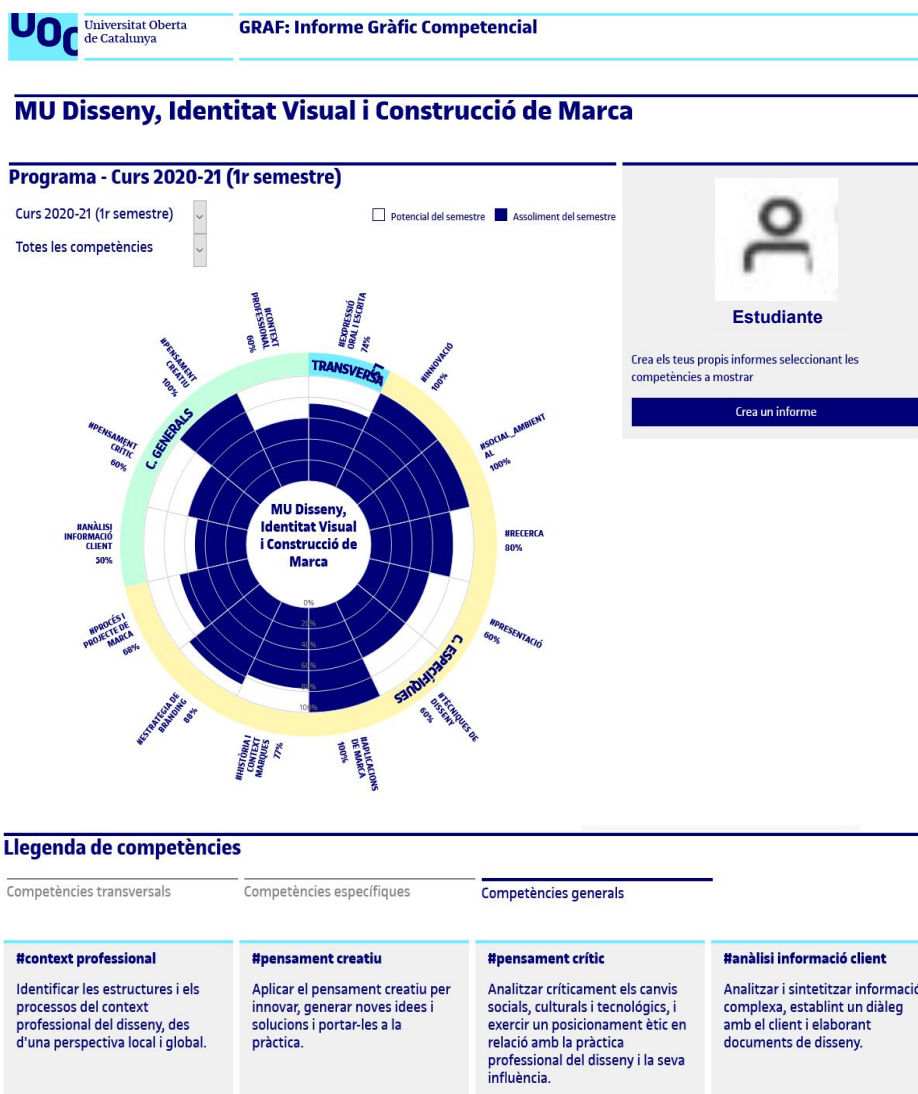 UOC
Universitat Oberta
de Catalunya
GRAF: Informe Gràfic Competencial
MU Disseny, Identitat Visual i Construcció de Marca
Programa - Curs 2020-21 (1r semestre)
Curs 2020-21 (1r semestre)
Totes les competències
Potencial del semestre
Assoliment del semestre
Estudiante
Crea els teus propis informes seleccionant les
competències a mostrar
Crea un informe
TRANSVERSAL
#EXPRESSIÓ
ORAL I ESCRITA
74%
#INNOVACIÓ
100%
#SOCIAL_AMBIENT
AL
100%
#RECERCA
80%
#PRESENTACIÓ
60%
C. ESPECÍFIQUES
#TÈCNIQUES DE
DISSENY
60%
#APLICACIONS
DE MARCA
100%
#HISTÒRIA I
CONTEXT
MARQUES
77%
#ESTRATÈGIA DE
BRANDING
88%
#PROCÉS I
PROJECTE DE
MARCA
68%
#ANÀLISI
INFORMACIÓ
CLIENT
50%
#PENSAMENT
CRÍTIC
60%
C. GENERALS
#PENSAMENT
CREATIU
100%
#CONTEXT
PROFESSIONAL
60%
MU Disseny,
Identitat Visual
i Construcció de
Marca
0%
20%
40%
60%
80%
100%
Llegenda de competències
Competències transversals
Competències específiques
Competències generals
#context professional
Identificar les estructures i els
processos del context
professional del disseny, des
d'una perspectiva local i global.
#pensament creatiu
Aplicar el pensament creatiu per
innovar, generar noves idees i
solucions i portar-les a la
pràctica.
#pensament crític
Analitzar críticament els canvis
socials, culturals i tecnológics, i
exercir un posicionament ètic en
relació amb la pràctica
professional del disseny i la seva
influència.
#anàlisi informació client
Analitzar i sintetitzar informació
complexa, establint un diàleg
amb el client i elaborant
documents de disseny.